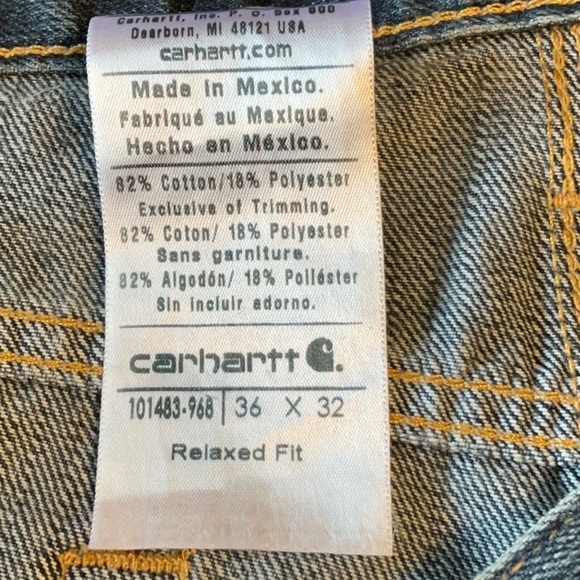 Carhartt, Inc. P. O. Box 600
Dearborn, MI 48121 USA
carhartt.com
Made in Mexico.
Fabriqué au Mexique.
Hecho en México.
82% Cotton/18% Polyester
Exclusive of Trimming.
82% Coton/ 18% Polyester
Sans garniture.
82% Algodón/ 18% Poliéster
Sin incluir adorno.
carhartt
101483-968 36 X 32
Relaxed Fit